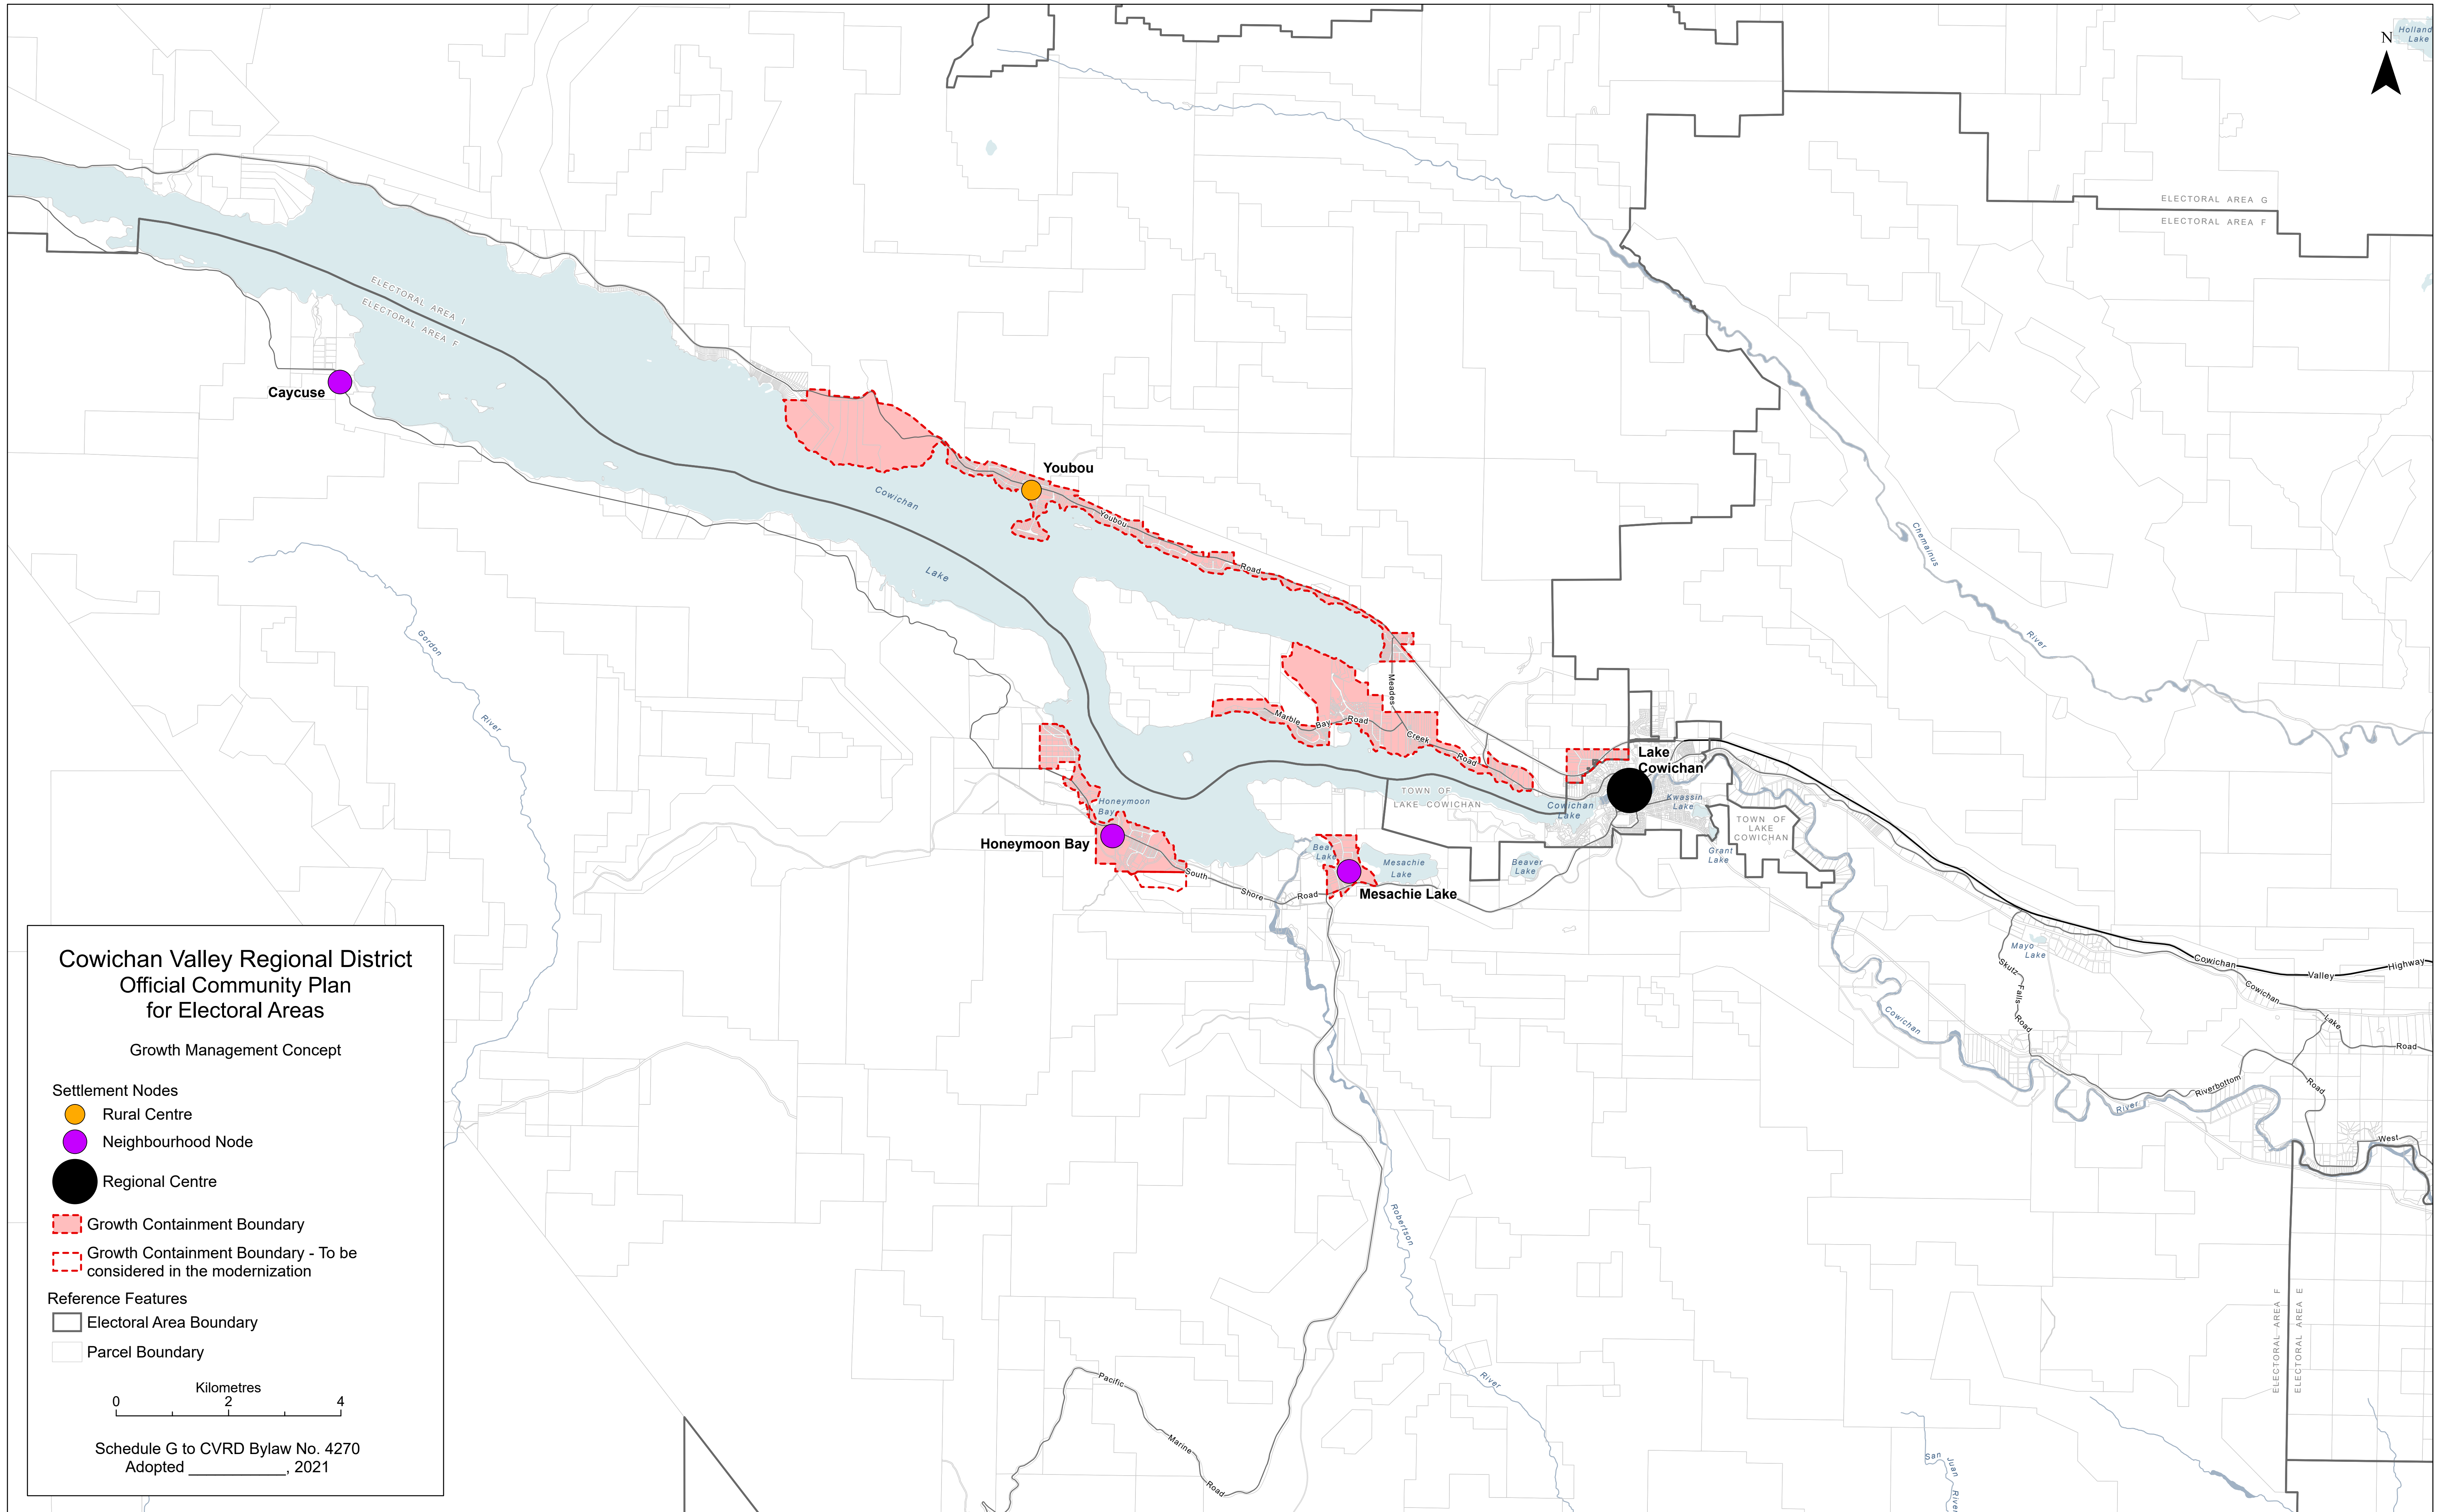 Holland
Lake
N
ELECTORAL AREA G
ELECTORAL AREA F
ELECTORAL AREA I
ELECTORAL AREA F
Caycuse
Youbou
Cowichan
Lake
Youbou
Road
Chemainus
River
Gordon
River
Meades
Marble
Bay
Road
Creek
Road
Lake
Cowichan
Honeymoon
Bay
TOWN OF
LAKE COWICHAN
Cowichan
Lake
Kwassin
Lake
TOWN OF
LAKE
COWICHAN
Grant
Lake
Honeymoon Bay
Bear
Lake
Mesachie
Lake
Beaver
Lake
South
Shore
Road
Mesachie Lake
Mayo
Lake
Skutz
Falls
Road
Cowichan
Valley
Highway
Cowichan
Lake
Road
Cowichan
River
Riverbottom
Road
West
Robertson
River
Pacific
Marine
Road
San
Juan
River
ELECTORAL AREA F
ELECTORAL AREA E
Cowichan Valley Regional District
Official Community Plan
for Electoral Areas
Growth Management Concept
Settlement Nodes
Rural Centre
Neighbourhood Node
Regional Centre
Growth Containment Boundary
Growth Containment Boundary - To be
considered in the modernization
Reference Features
Electoral Area Boundary
Parcel Boundary
Kilometres
0 2 4
Schedule G to CVRD Bylaw No. 4270
Adopted ___________, 2021